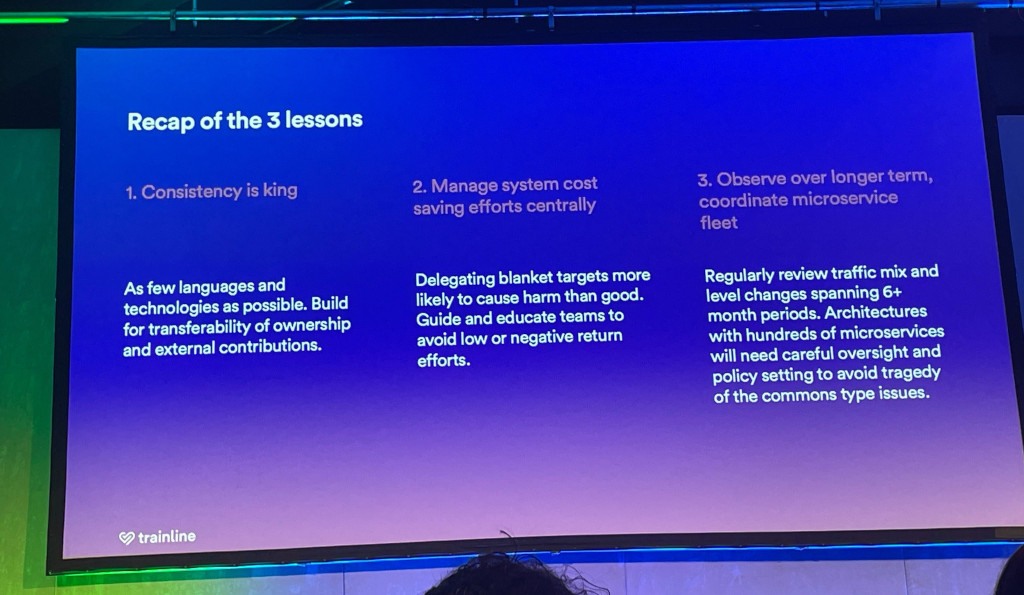 Recap of the 3 lessons
1. Consistency is king
As few languages and
technologies as possible. Build
for transferability of ownership
and external contributions.
2. Manage system cost
saving efforts centrally
Delegating blanket targets more
likely to cause harm than good.
Guide and educate teams to
avoid low or negative return
efforts.
3. Observe over longer term,
coordinate microservice
fleet
Regularly review traffic mix and
level changes spanning 6+
month periods. Architectures
with hundreds of microservices
will need careful oversight and
policy setting to avoid tragedy
of the commons type issues.
trainline